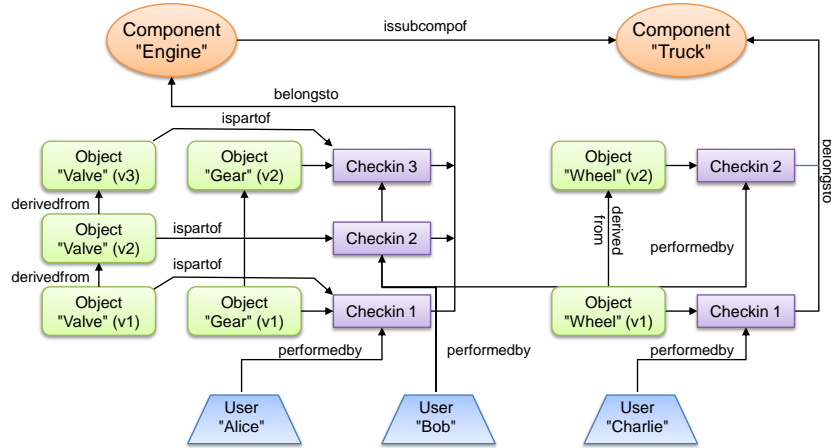 Component
"Engine"
issubcompof
Component
"Truck"
belongsto
ispartof
Object
"Valve" (v3)
Object
"Gear" (v2)
Checkin 3
Object
"Wheel" (v2)
Checkin 2
belongsto
derivedfrom
Object
"Valve" (v2)
ispartof
Checkin 2
derived
from
performedby
derivedfrom
ispartof
Object
"Valve" (v1)
Object
"Gear" (v1)
Checkin 1
Object
"Wheel" (v1)
Checkin 1
performedby
performedby
performedby
User
"Alice"
User
"Bob"
User
"Charlie"